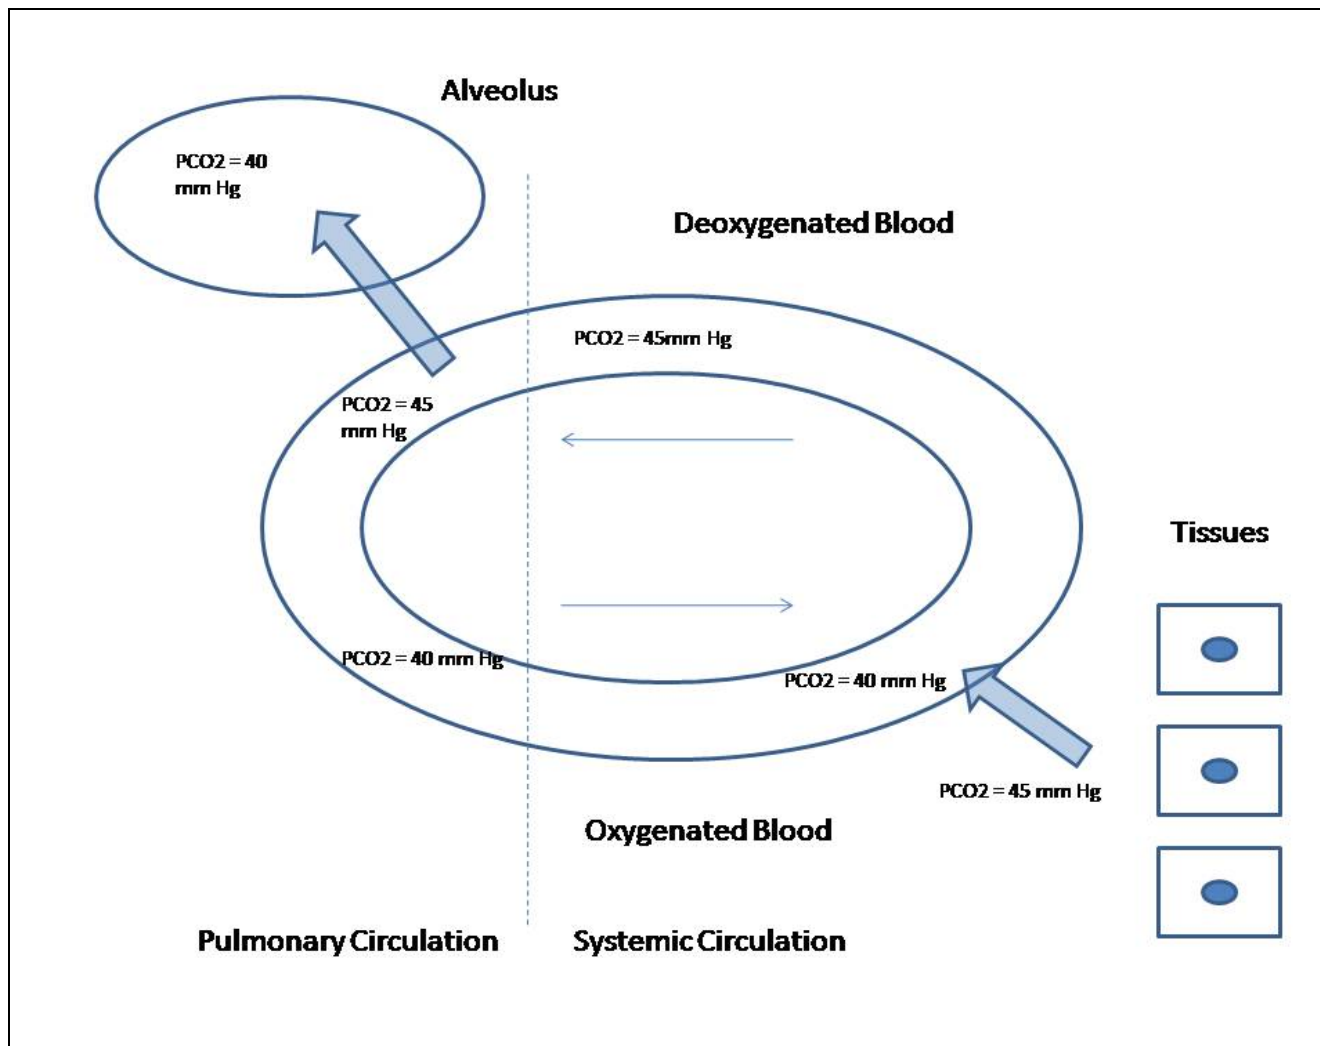 Alveolus
PCO2 = 40
mm Hg
Deoxygenated Blood
PCO2 = 45mm Hg
PCO2 = 45
mm Hg
Tissues
PCO2 = 40 mm Hg
PCO2 = 40 mm Hg
PCO2 = 45 mm Hg
Oxygenated Blood
Pulmonary Circulation
Systemic Circulation